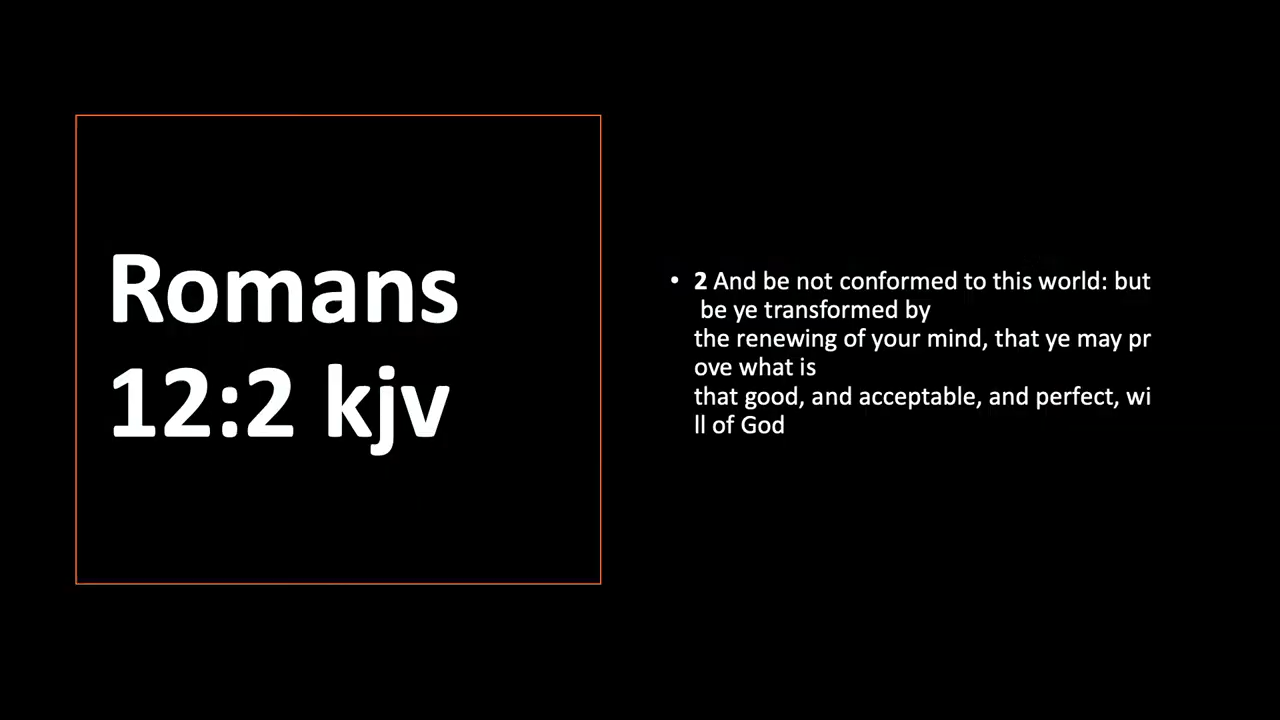 Romans
12:2 kjv
• 2 And be not conformed to this world: but
be ye transformed by
the renewing of your mind, that ye may pr
ove what is
that good, and acceptable, and perfect, wi
ll of God